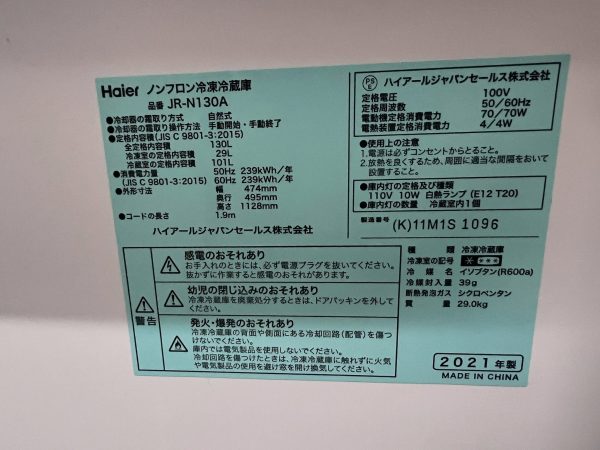 Haier ノンフロン冷凍冷蔵庫
品番 JR-N130A
●冷却器の霜取り方式 自然式
●冷却器の霜取り操作方法 手動開始・手動終了
●定格内容積(JIS C 9801-3:2015)
全定格内容積 130L
冷凍室の定格内容積 29L
冷蔵室の定格内容積 101L
●消費電力量 50Hz 239kWh/年
(JIS C 9801-3:2015) 60Hz 239kWh/年
●外形寸法 幅 474mm
奥行 495mm
高さ 1128mm
●コードの長さ 1.9m
ハイアールジャパンセールス株式会社
警告
感電のおそれあり
お手入れのときには、必ず電源プラグを抜いてください。
抜かずに作業すると感電のおそれがあります。
幼児の閉じ込めのおそれあり
冷凍冷蔵庫を廃棄処分するときは、ドアパッキンを外してください。
発火・爆発のおそれあり
冷凍冷蔵庫の背面や側面にある冷却回路(配管)を傷つけないでください。
庫内では電気製品を使用しないでください。
冷却回路を傷つけたときは、冷凍冷蔵庫に触れずに火気や電気製品の使用を避け窓を開け換気してください。
PS E ハイアールジャパンセールス株式会社
定格電圧 100V
定格周波数 50/60Hz
電動機定格消費電力 70/70W
電熱装置定格消費電力 4/4W
●使用上の注意
1.電源は必ずコンセントからとること。
2.放熱を良くするため、周囲に適当な間隔をおいて設置すること。
●庫内灯の定格及び種類
110V 10W 白熱ランプ(E12 T20)
●庫内灯の数量 冷蔵室内1個
製造番号 (K)11M1S 1096
種類 冷凍冷蔵庫
冷凍室の記号 ****
冷媒 イソブタン(R600a)
冷媒封入量 39g
断熱発泡ガス シクロペンタン
質量 29.0kg
2021年製
MADE IN CHINA